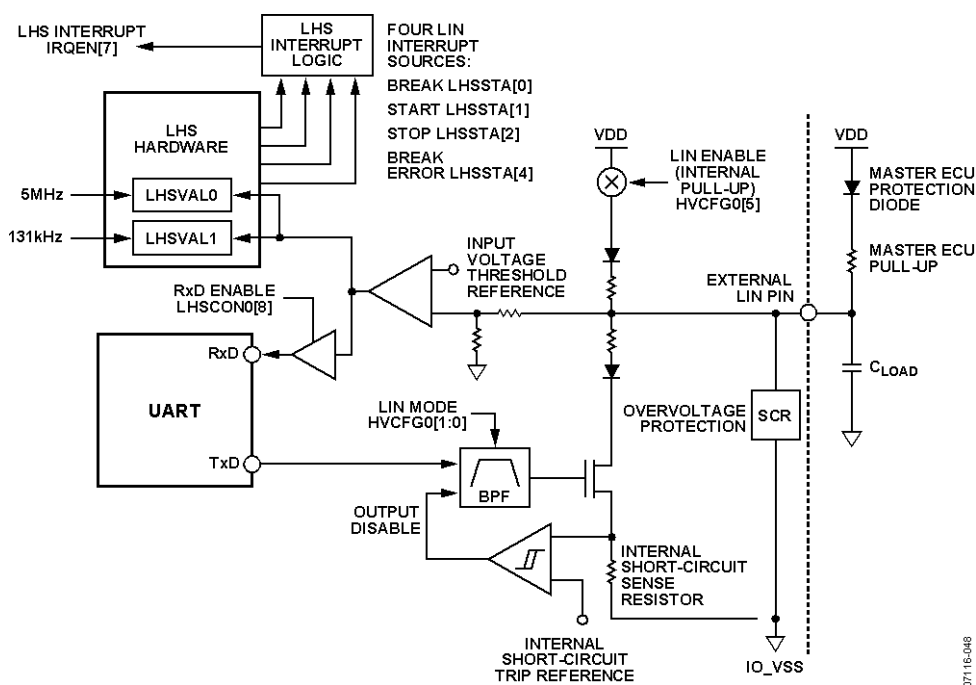 LHS INTERRUPT
IRQEN[7]
LHS
INTERRUPT
LOGIC
FOUR LIN
INTERRUPT
SOURCES:
BREAK LHSSTA[0]
START LHSSTA[1]
STOP LHSSTA[2]
BREAK
ERROR LHSSTA[4]
LHS
HARDWARE
5MHz
LHSVAL0
131kHz
LHSVAL1
VDD
LIN ENABLE
(INTERNAL
PULL-UP)
HVCFG0[5]
VDD
MASTER ECU
PROTECTION
DIODE
MASTER ECU
PULL-UP
INPUT
VOLTAGE
THRESHOLD
REFERENCE
EXTERNAL
LIN PIN
RxD ENABLE
LHSCON0[8]
RxD
UART
TxD
LIN MODE
HVCFG0[1:0]
BPF
OUTPUT
DISABLE
OVERVOLTAGE
PROTECTION
SCR
CLOAD
INTERNAL
SHORT-CIRCUIT
SENSE
RESISTOR
INTERNAL
SHORT-CIRCUIT
TRIP REFERENCE
IO_VSS
07116-048